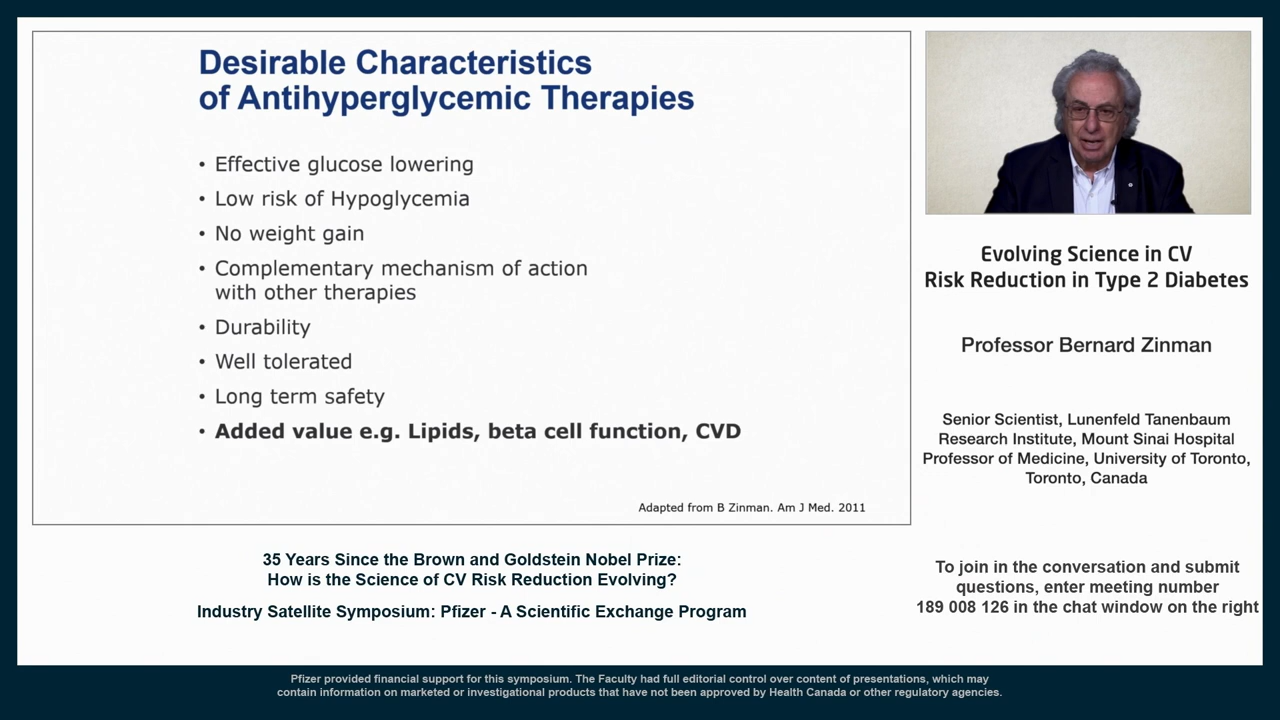 Desirable Characteristics
of Antihyperglycemic Therapies
• Effective glucose lowering
• Low risk of Hypoglycemia
• No weight gain
• Complementary mechanism of action
with other therapies
• Durability
• Well tolerated
• Long term safety
• Added value e.g. Lipids, beta cell function, CVD
Adapted from B Zinman. Am J Med. 2011
Evolving Science in CV
Risk Reduction in Type 2 Diabetes
Professor Bernard Zinman
Senior Scientist, Lunenfeld Tanenbaum
Research Institute, Mount Sinai Hospital
Professor of Medicine, University of Toronto,
Toronto, Canada
35 Years Since the Brown and Goldstein Nobel Prize:
How is the Science of CV Risk Reduction Evolving?
Industry Satellite Symposium: Pfizer - A Scientific Exchange Program
To join in the conversation and submit
questions, enter meeting number
189 008 126 in the chat window on the right
Pfizer provided financial support for this symposium. The Faculty had full editorial control over content of presentations, which may
contain information on marketed or investigational products that have not been approved by Health Canada or other regulatory agencies.